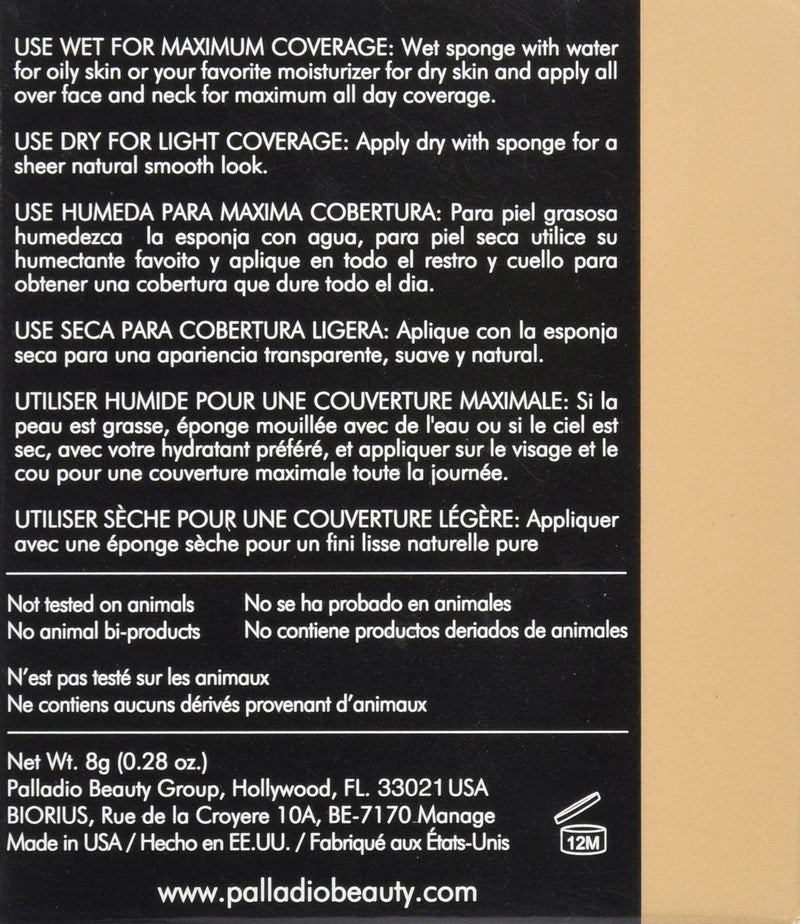 USE WET FOR MAXIMUM COVERAGE: Wet sponge with water
for oily skin or your favorite moisturizer for dry skin and apply all
over face and neck for maximum all day coverage.
USE DRY FOR LIGHT COVERAGE: Apply dry with sponge for a
sheer natural smooth look.
USE HUMEDA PARA MAXIMA COBERTURA: Para piel grasosa
humedezca la esponja con agua, para piel seca utilice su
humectante favoito y aplique en todo el restro y cuello para
obtener una cobertura que dure todo el dia.
USE SECA PARA COBERTURA LIGERA: Aplique con la esponja
seca para una apariencia transparente, suave y natural.
UTILISER HUMIDE POUR UNE COUVERTURE MAXIMALE: Si la
peau est grasse, éponge mouillée avec de l'eau ou si le ciel est
sec, avec votre hydratant préféré, et appliquer sur le visage et le
cou pour une couverture maximale toute la journée.
UTILISER SÈCHE POUR UNE COUVERTURE LÉGÈRE: Appliquer
avec une éponge sèche pour un fini lisse naturelle pure
Not tested on animals No se ha probado en animales
No animal bi-products No contiene productos deriados de animales
N'est pas testé sur les animaux
Ne contiens aucuns dérivés provenant d'animaux
Net Wt. 8g (0.28 oz.)
Palladio Beauty Group, Hollywood, FL. 33021 USA
BIORIUS, Rue de la Croyere 10A, BE-7170 Manage
Made in USA / Hecho en EE.UU. / Fabriqué aux États-Unis
12M
www.palladiobeauty.com